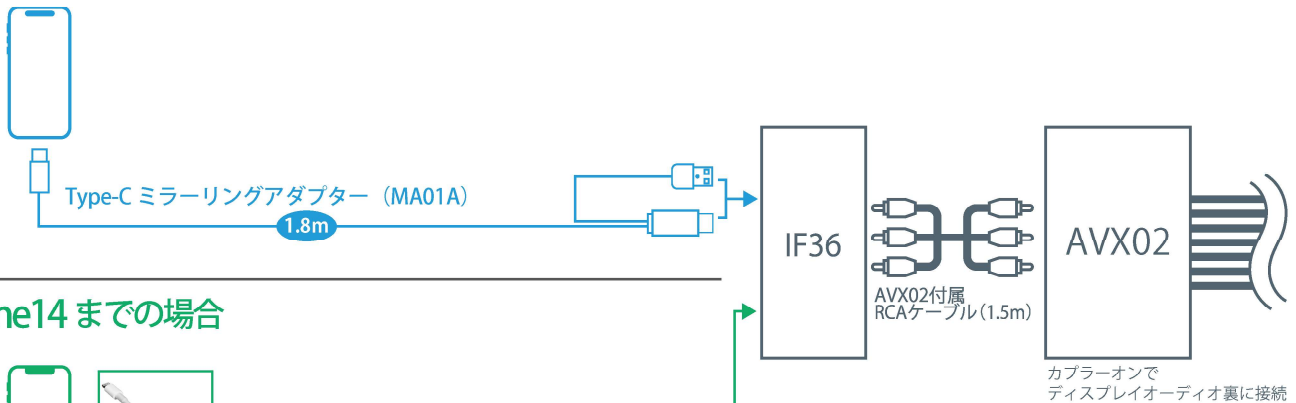 Type-C ミラーリングアダプター（MA01A）
1.8m
IF36
AVX02
AVX02付属
RCAケーブル（1.5m）
ne14 までの場合
カプラーオンで
ディスプレイオーディオ裏に接続